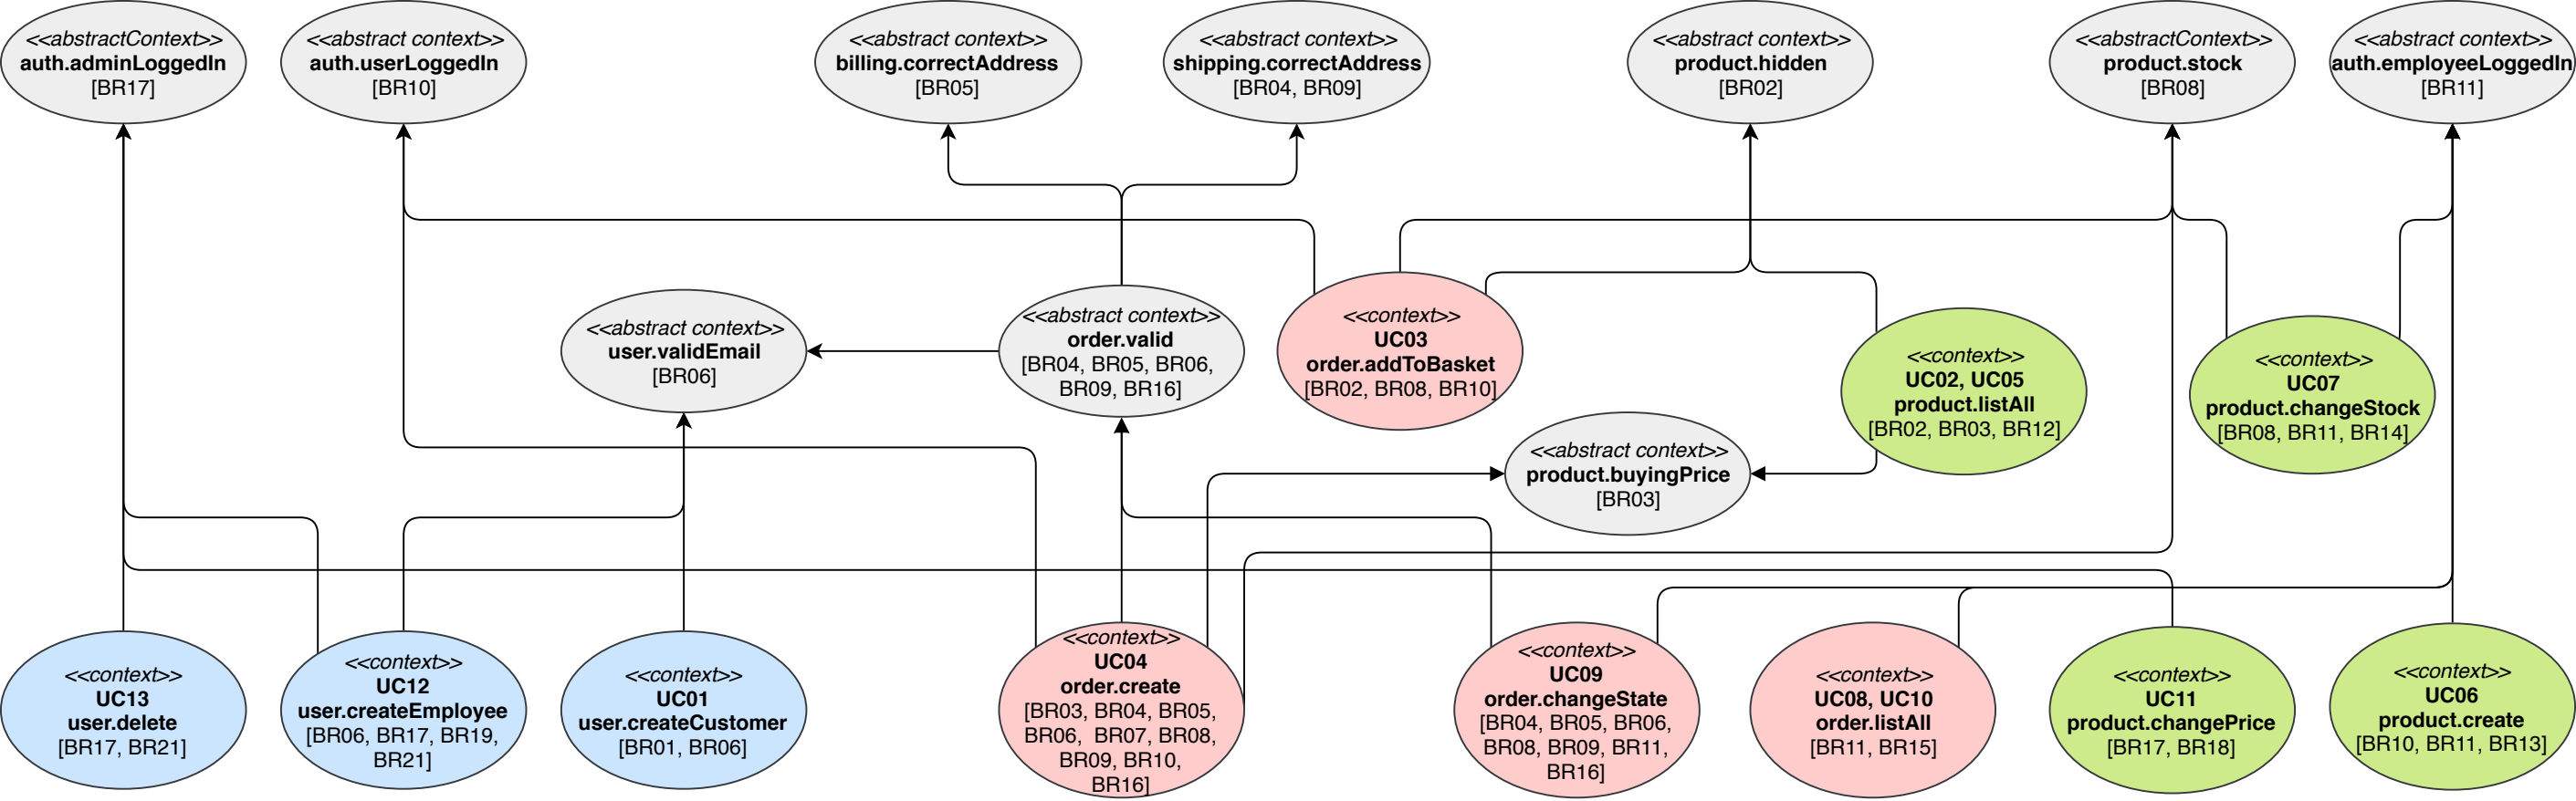 <<abstractContext>>
auth.adminLoggedIn
[BR17]
<<abstract context>>
auth.userLoggedIn
[BR10]
<<abstract context>>
billing.correctAddress
[BR05]
<<abstract context>>
shipping.correctAddress
[BR04, BR09]
<<abstract context>>
product.hidden
[BR02]
<<abstractContext>>
product.stock
[BR08]
<<abstract context>>
auth.employeeLoggedIn
[BR11]
<<abstract context>>
user.validEmail
[BR06]
<<abstract context>>
order.valid
[BR04, BR05, BR06,
BR09, BR16]
<<context>>
UC03
order.addToBasket
[BR02, BR08, BR10]
<<context>>
UC02, UC05
product.listAll
[BR02, BR03, BR12]
<<context>>
UC07
product.changeStock
[BR08, BR11, BR14]
<<abstract context>>
product.buyingPrice
[BR03]
<<context>>
UC13
user.delete
[BR17, BR21]
<<context>>
UC12
user.createEmployee
[BR06, BR17, BR19,
BR21]
<<context>>
UC01
user.createCustomer
[BR01, BR06]
<<context>>
UC04
order.create
[BR03, BR04, BR05,
BR06, BR07, BR08,
BR09, BR10,
BR16]
<<context>>
UC09
order.changeState
[BR04, BR05, BR06,
BR08, BR09, BR11,
BR16]
<<context>>
UC08, UC10
order.listAll
[BR11, BR15]
<<context>>
UC11
product.changePrice
[BR17, BR18]
<<context>>
UC06
product.create
[BR10, BR11, BR13]